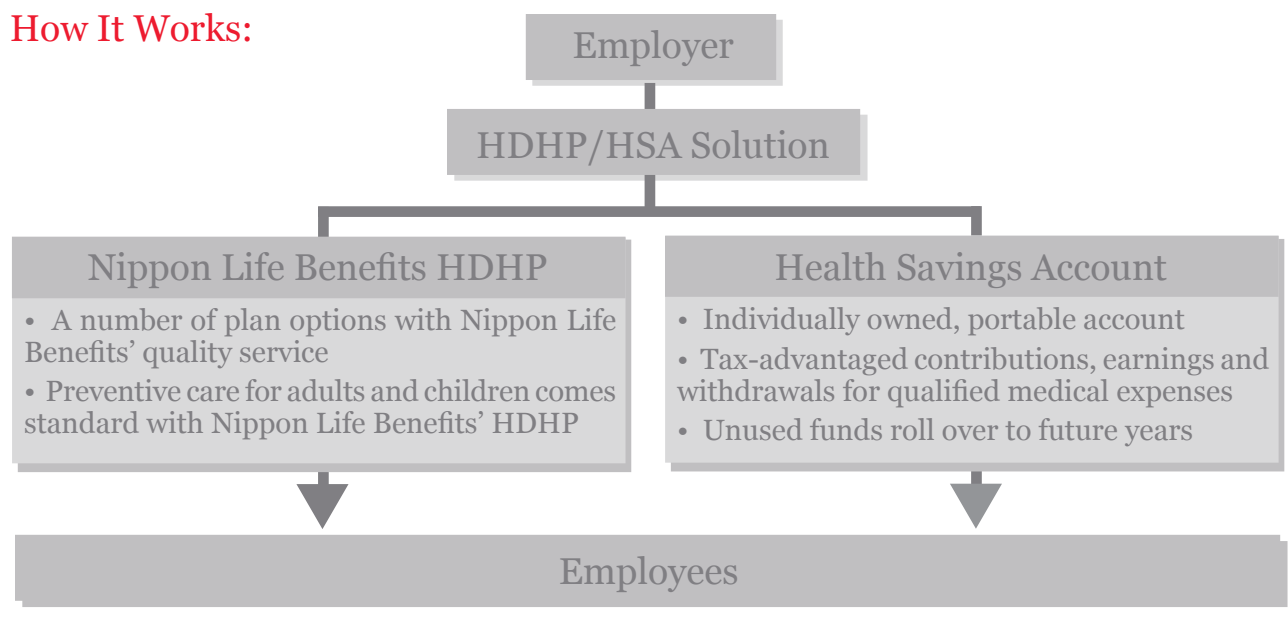 How It Works:
Employer
HDHP/HSA Solution
Nippon Life Benefits HDHP
• A number of plan options with Nippon Life
Benefits’ quality service
• Preventive care for adults and children comes
standard with Nippon Life Benefits’ HDHP
Health Savings Account
• Individually owned, portable account
• Tax-advantaged contributions, earnings and
withdrawals for qualified medical expenses
• Unused funds roll over to future years
Employees